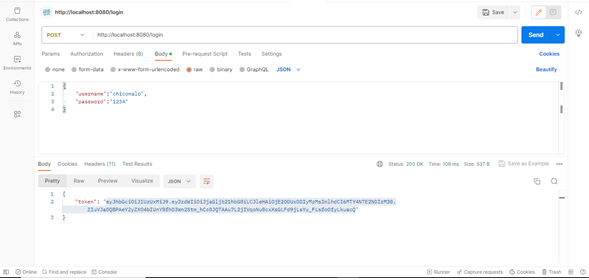 http://localhost:8080/login
Save
Collections
POST
http://localhost:8080/login
Send
APIs
Params Authorization Headers (8) Body Pre-request Script Tests Settings
Cookies
Environments
none form-data x-www-form-urlencoded raw binary GraphQL JSON
Beautify
History
1
2 "username":"chicomalo",
3 "password":"1234"
4
Body Cookies Headers (11) Test Results
Status: 200 OK Time: 109 ms Size: 537 B Save as Example
Pretty Raw Preview Visualize JSON
1 {
2 "token":
3 }
Online Find and replace Console
Runner Capture requests Cookies Trash